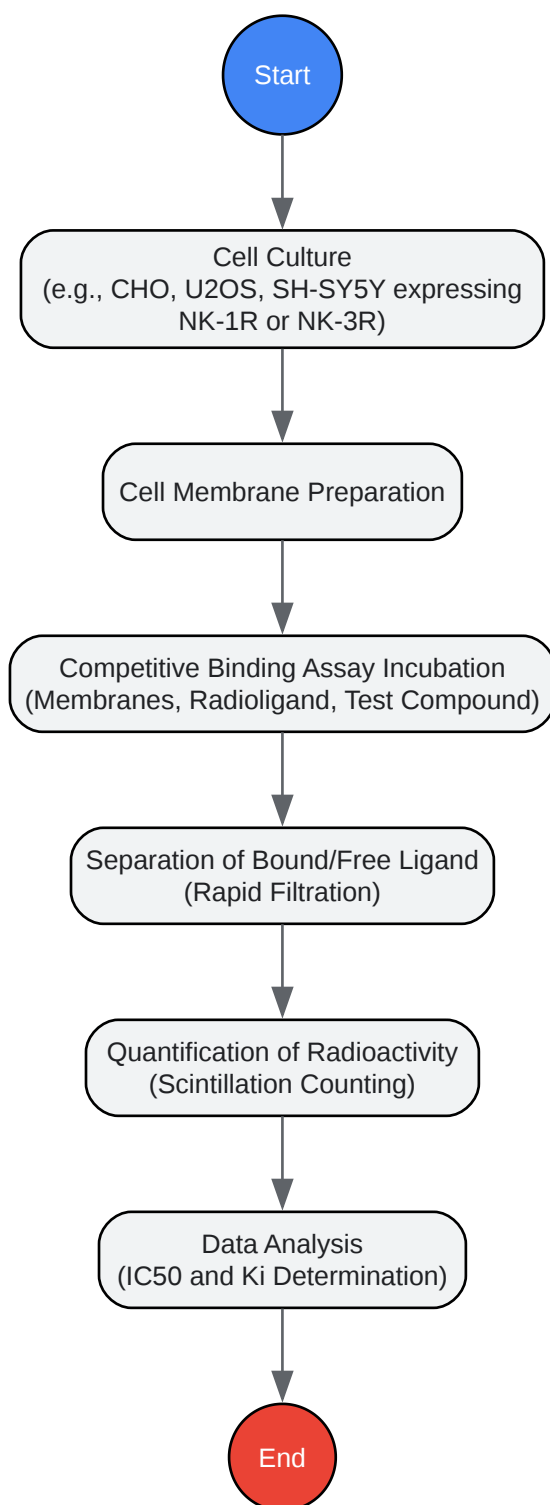 Start
Cell Culture
(e.g., CHO, U2OS, SH-SY5Y expressing
NK-1R or NK-3R)
Cell Membrane Preparation
Competitive Binding Assay Incubation
(Membranes, Radioligand, Test Compound)
Separation of Bound/Free Ligand
(Rapid Filtration)
Quantification of Radioactivity
(Scintillation Counting)
Data Analysis
(IC50 and Ki Determination)
End